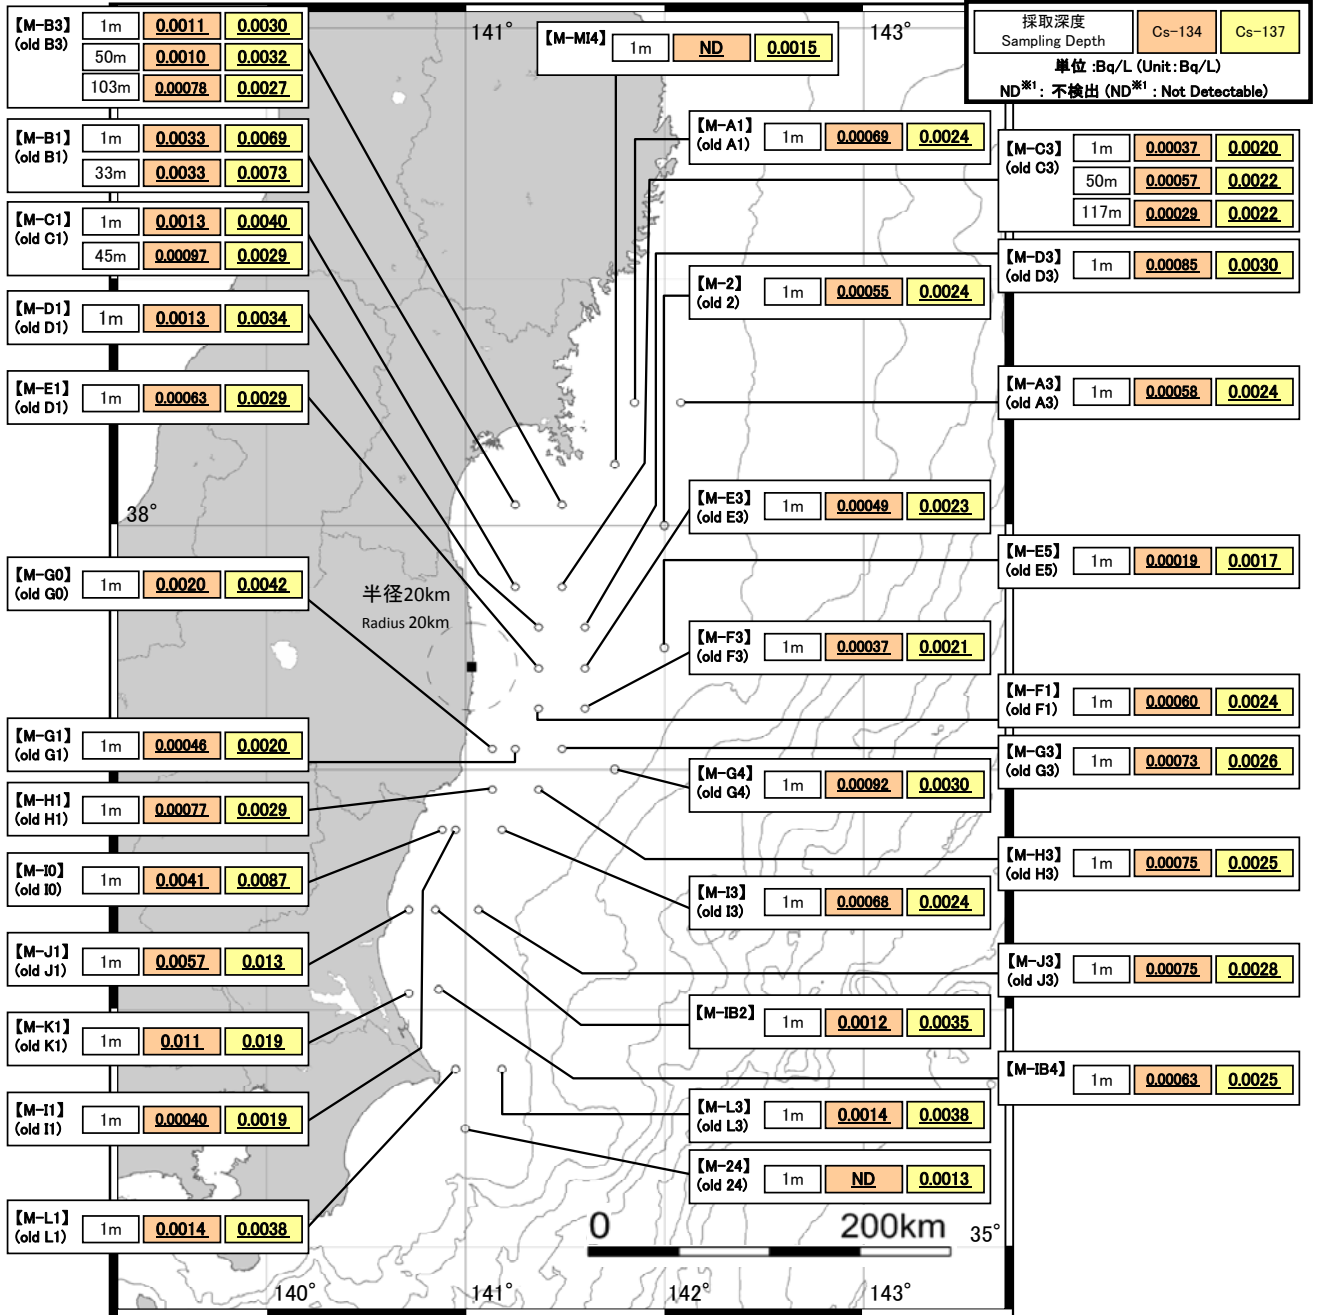 【M-B3】 1m 0.0011 0.0030
(old B3)
50m 0.0010 0.0032
103m 0.00078 0.0027
【M-B1】 1m 0.0033 0.0069
(old B1)
33m 0.0033 0.0073
【M-C1】 1m 0.0013 0.0040
(old C1)
45m 0.00097 0.0029
【M-D1】 1m 0.0013 0.0034
(old D1)
【M-E1】 1m 0.00063 0.0029
(old D1)
【M-G0】 1m 0.0020 0.0042
(old G0)
【M-G1】 1m 0.00046 0.0020
(old G1)
【M-H1】 1m 0.00077 0.0029
(old H1)
【M-I0】 1m 0.0041 0.0087
(old I0)
【M-J1】 1m 0.0057 0.013
(old J1)
【M-K1】 1m 0.011 0.019
(old K1)
【M-I1】 1m 0.00040 0.0019
(old I1)
【M-L1】 1m 0.0014 0.0038
(old L1)
141° 143°
【M-MI4】 1m ND 0.0015
【M-A1】 1m 0.00069 0.0024
(old A1)
【M-2】 1m 0.00055 0.0024
(old 2)
【M-E3】 1m 0.00049 0.0023
(old E3)
【M-F3】 1m 0.00037 0.0021
(old F3)
【M-G4】 1m 0.00092 0.0030
(old G4)
【M-I3】 1m 0.00068 0.0024
(old I3)
【M-IB2】 1m 0.0012 0.0035
【M-L3】 1m 0.0014 0.0038
(old L3)
【M-24】 1m ND 0.0013
(old 24)
採取深度 Cs-134 Cs-137
Sampling Depth
単位 :Bq/L (Unit:Bq/L)
ND※1 : 不検出 (ND※1 : Not Detectable)
【M-C3】 1m 0.00037 0.0020
(old C3)
50m 0.00057 0.0022
117m 0.00029 0.0022
【M-D3】 1m 0.00085 0.0030
(old D3)
【M-A3】 1m 0.00058 0.0024
(old A3)
【M-E5】 1m 0.00019 0.0017
(old E5)
【M-F1】 1m 0.00060 0.0024
(old F1)
【M-G3】 1m 0.00073 0.0026
(old G3)
【M-H3】 1m 0.00075 0.0025
(old H3)
【M-J3】 1m 0.00075 0.0028
(old J3)
【M-IB4】 1m 0.00063 0.0025
38°
半径20km
Radius 20km
0 200km
35°
140° 141° 142° 143°